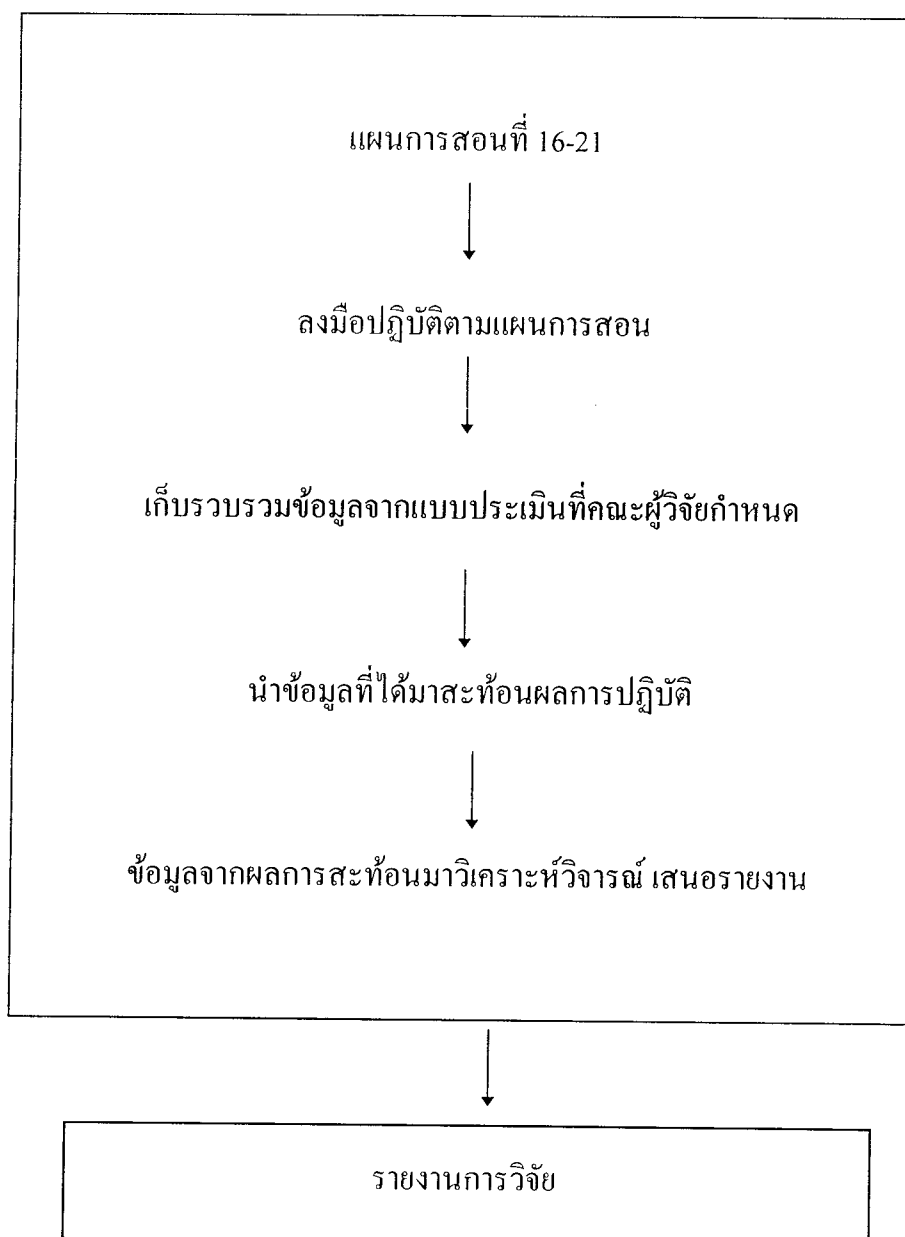 แผนการสอนที่ 16-21
ลงมือปฏิบัติตามแผนการสอน
เก็บรวบรวมข้อมูลจากแบบประเมินที่คณะผู้วิจัยกำหนด
นำข้อมูลที่ได้มาสะท้อนผลการปฏิบัติ
ข้อมูลจากผลการสะท้อนมาวิเคราะห์วิจารณ์ เสนอรายงาน
รายงานการวิจัย